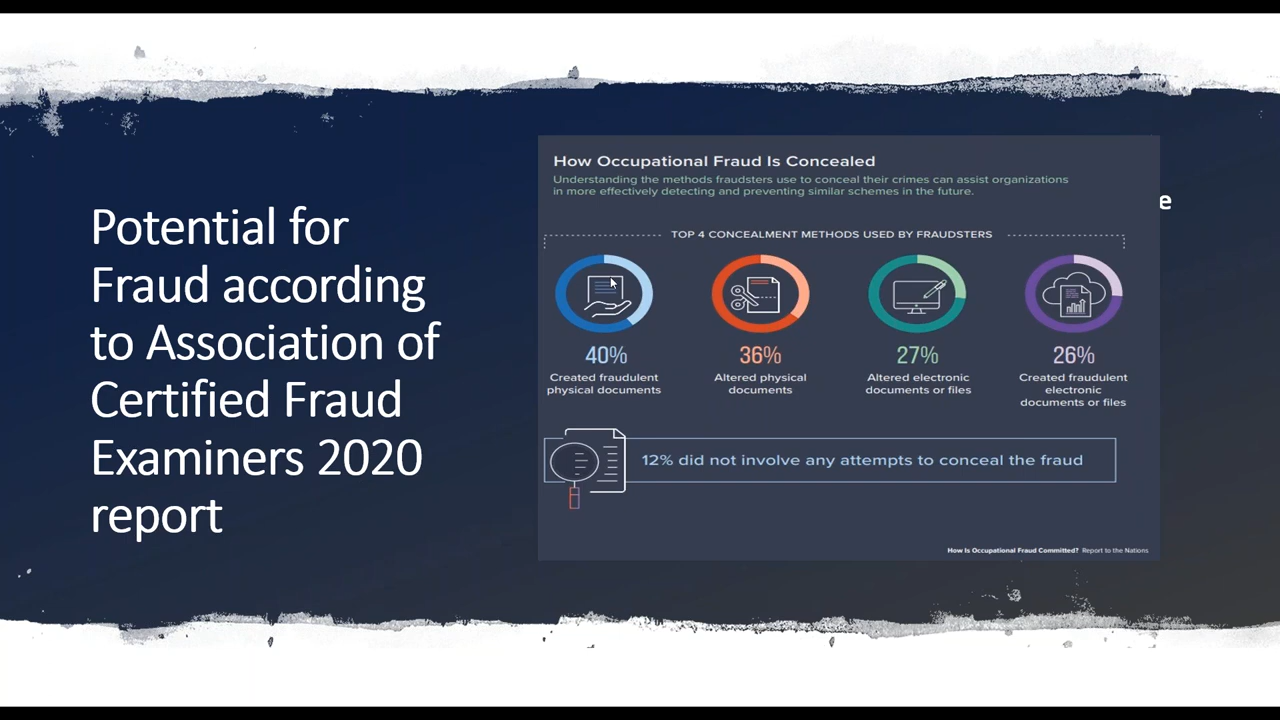 Potential for
Fraud according
to Association of
Certified Fraud
Examiners 2020
report
How Occupational Fraud Is Concealed
Understanding the methods fraudsters use to conceal their crimes can assist organizations
in more effectively detecting and preventing similar schemes in the future.
e
TOP 4 CONCEALMENT METHODS USED BY FRAUDSTERS
40%
Created fraudulent
physical documents
36%
Altered physical
documents
27%
Altered electronic
documents or files
26%
Created fraudulent
electronic
documents or files
12% did not involve any attempts to conceal the fraud
How Is Occupational Fraud Committed? Report to the Nations